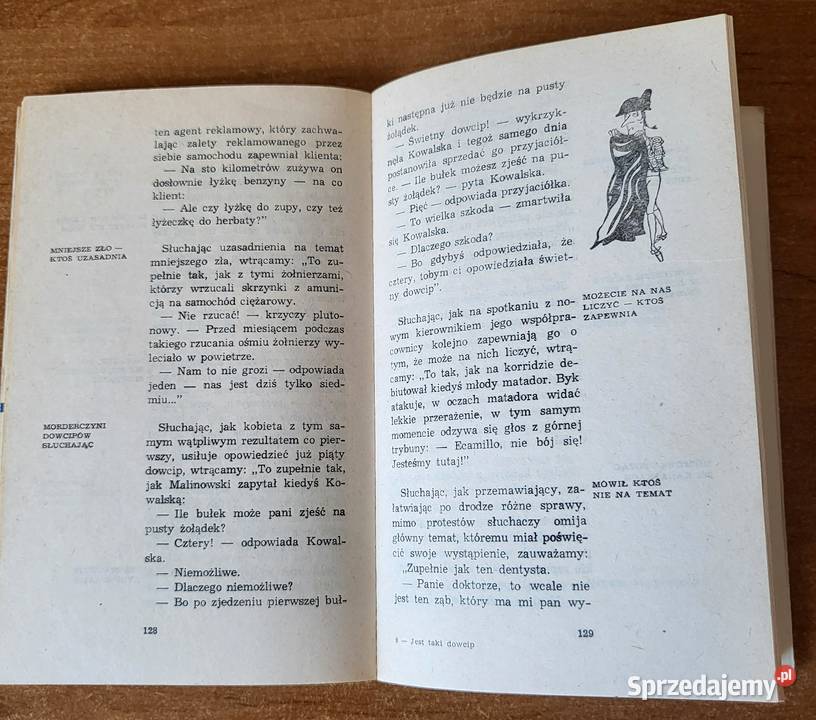 ten agent reklamowy, który zachwa-
lając zalety reklamowanego przez
siebie samochodu zapewniał klienta:
— Na sto kilometrów zużywa on
dosłownie łyżkę benzyny — na co
klient:
— Ale czy łyżkę do zupy, czy też
łyżeczkę do herbaty?"
MNIEJSZE ZŁO —
KTOŚ UZASADNIA
Słuchając uzasadnienia na temat
mniejszego zła, wtrącamy: „To zu-
pełnie tak, jak z tymi żołnierzami,
którzy wrzucali skrzynki z amuni-
cją na samochód ciężarowy.
— Nie rzucać! — krzyczy pluto-
nowy. — Przed miesiącem podczas
takiego rzucania ośmiu żołnierzy wy-
leciało w powietrze.
— Nam to nie grozi — odpowiada
jeden — nas jest dziś tylko sied-
miu..."
MORDERCZYNI
DOWCIPÓW
SŁUCHAJĄC
Słuchając, jak kobieta z tym sa-
mym wątpliwym rezultatem co pier-
wszy, usiłuje opowiedzieć już piąty
dowcip, wtrącamy: „To zupełnie tak,
jak Malinowski zapytał kiedyś Ko-
walską:
— Ile bułek może pani zjeść na
pusty żołądek?
— Cztery! — odpowiada Kowal-
ska.
— Niemożliwe.
— Dlaczego niemożliwe?
— Bo po zjedzeniu pierwszej buł-
128
ki następna już nie będzie na pusty
żołądek.
— Świetny dowcip! — wykrzyk-
nęła Kowalska i tegoż samego dnia
postanowiła sprzedać go przyjaciół-
ce. — Ile bułek możesz zjeść na pu-
sty żołądek? — pyta Kowalska.
— Pięć — odpowiada przyjaciółka.
— To wielka szkoda — zmartwiła
się Kowalska.
— Dlaczego szkoda?
— Bo gdybyś odpowiedziała, że
cztery, tobym ci opowiedziała świet-
ny dowcip".
MOŻECIE NA NAS
LICZYĆ — KTOŚ
ZAPEWNIA
Słuchając, jak na spotkaniu z no-
wym kierownikiem jego współpra-
cownicy kolejno zapewniają go o
tym, że może na nich liczyć, wtrą-
camy: „To tak, jak na korridzie de-
biutował kiedyś młody matador. Byk
atakuje, w oczach matadora widać
lekkie przerażenie, w tym samym
momencie odzywa się głos z górnej
trybuny: — Ecamillo, nie bój się!
Jesteśmy tutaj!"
MÓWIŁ KTOŚ
NIE NA TEMAT
Słuchając, jak przemawiający, za-
łatwiając po drodze różne sprawy,
mimo protestów słuchaczy omija
główny temat, któremu miał poświę-
cić swoje wystąpienie, zauważamy:
„Zupełnie jak ten dentysta.
— Panie doktorze, to wcale nie
jest ten ząb, który ma mi pan wy-
9 — Jest taki dowcip
129
Sprzedajemy.pl